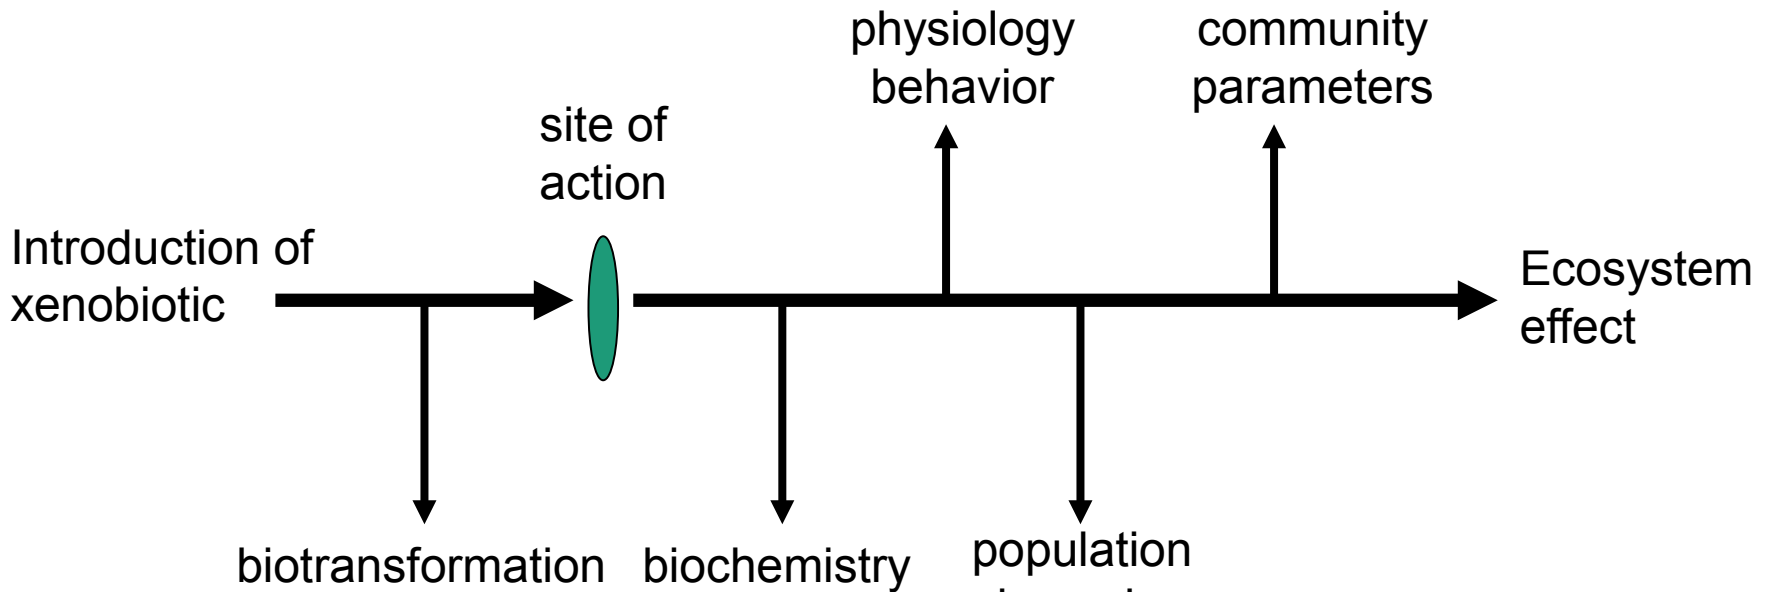 physiology
behavior
community
parameters
site of
action
Introduction of
xenobiotic
Ecosystem
effect
biotransformation
biochemistry
population